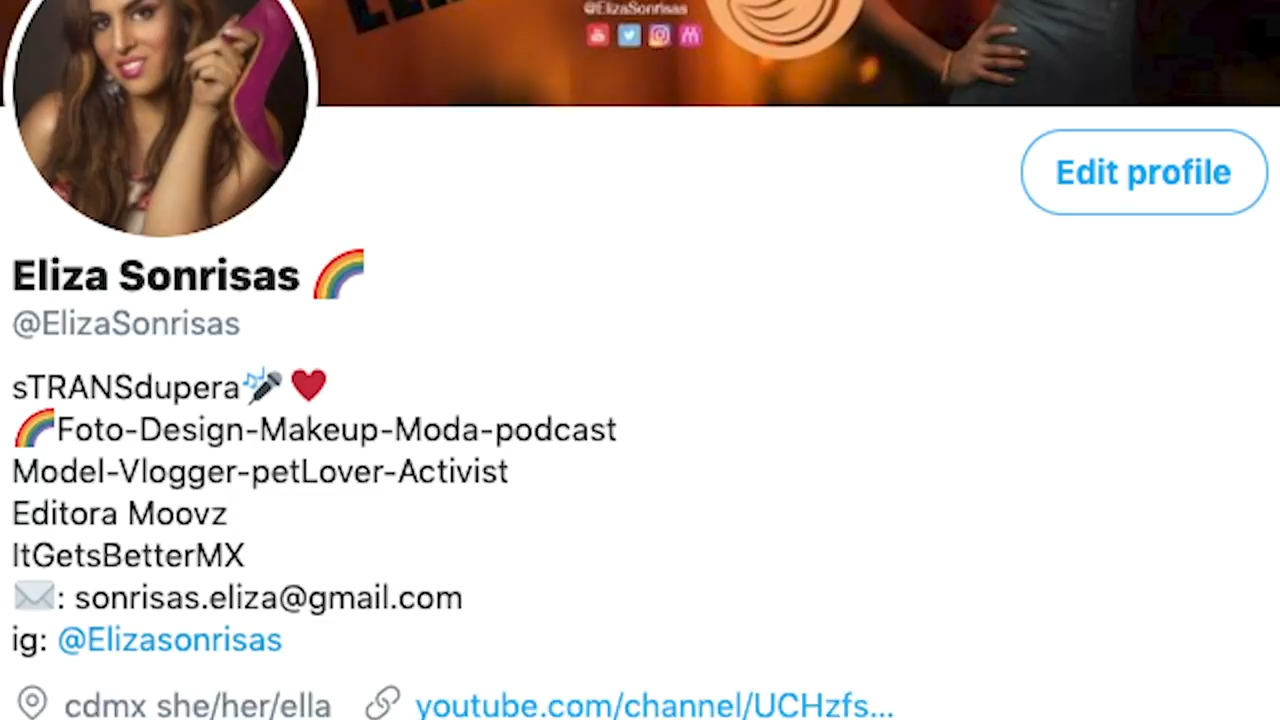 @ElizaSonrisas
Edit profile
Eliza Sonrisas 🌈
@ElizaSonrisas
sTRANSdupera🎤❤️
🌈Foto-Design-Makeup-Moda-podcast
Model-Vlogger-petLover-Activist
Editora Moovz
ItGetsBetterMX
✉️: sonrisas.eliza@gmail.com
ig: @Elizasonrisas
cdmx she/her/ella youtube.com/channel/UCHzfs...